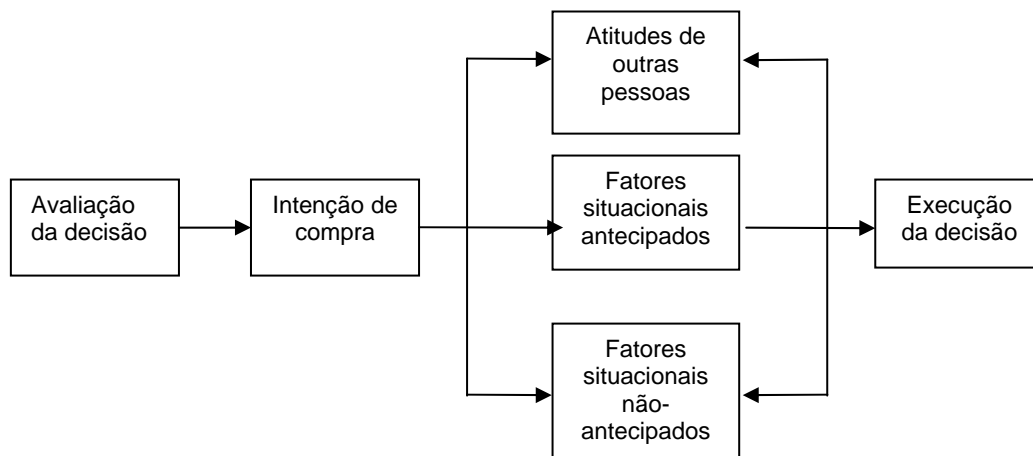 Avaliação
da decisão
Intenção de
compra
Atitudes de
outras
pessoas
Fatores
situacionais
antecipados
Fatores
situacionais
não-
antecipados
Execução
da decisão